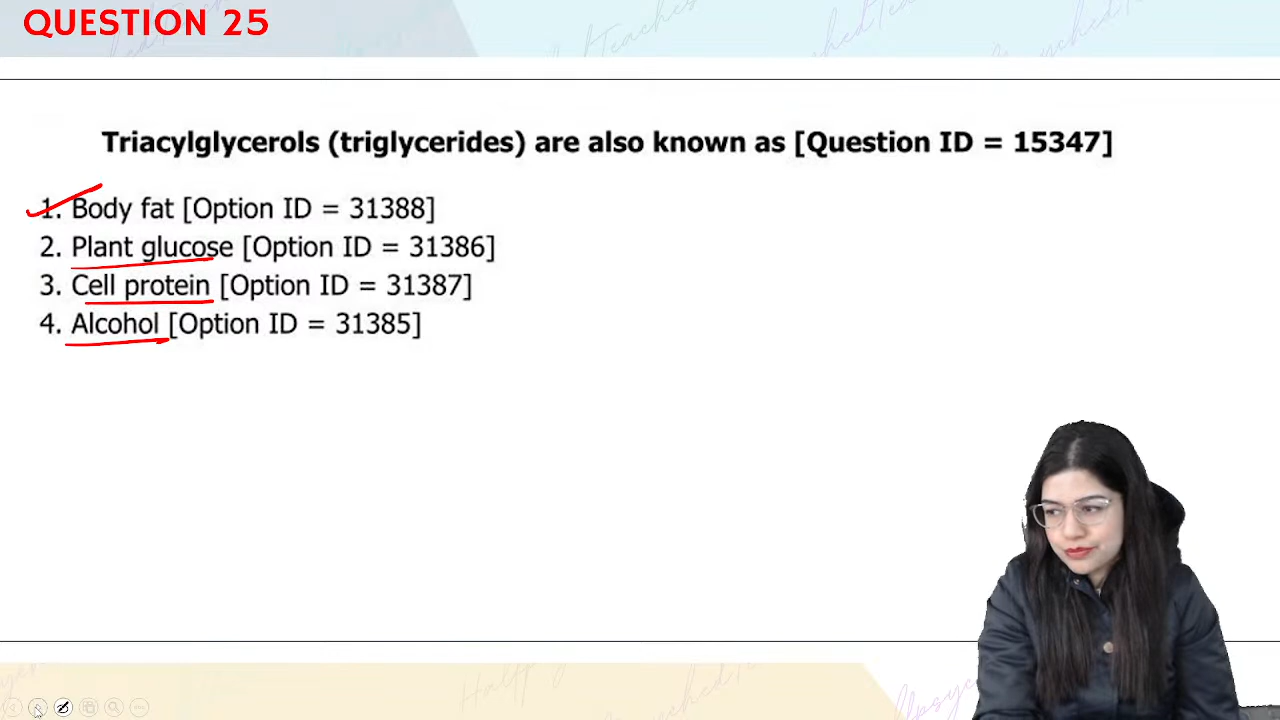 QUESTION 25
Triacylglycerols (triglycerides) are also known as [Question ID = 15347]
1. Body fat [Option ID = 31388]
2. Plant glucose [Option ID = 31386]
3. Cell protein [Option ID = 31387]
4. Alcohol [Option ID = 31385]